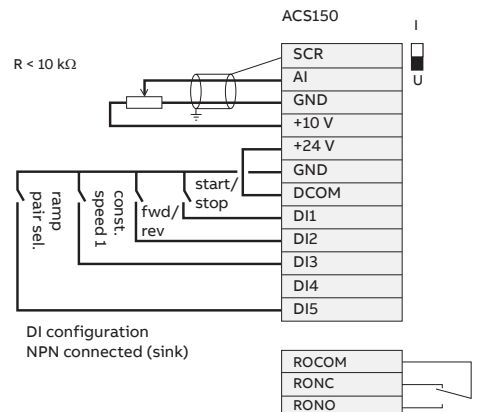 ACS150
I
U
R < 10 kΩ
SCR
AI
GND
+10 V
+24 V
GND
DCOM
DI1
DI2
DI3
DI4
DI5
ramp
pair sel.
const.
speed 1
fwd/
rev
start/
stop
DI configuration
NPN connected (sink)
ROCOM
RONC
RONO